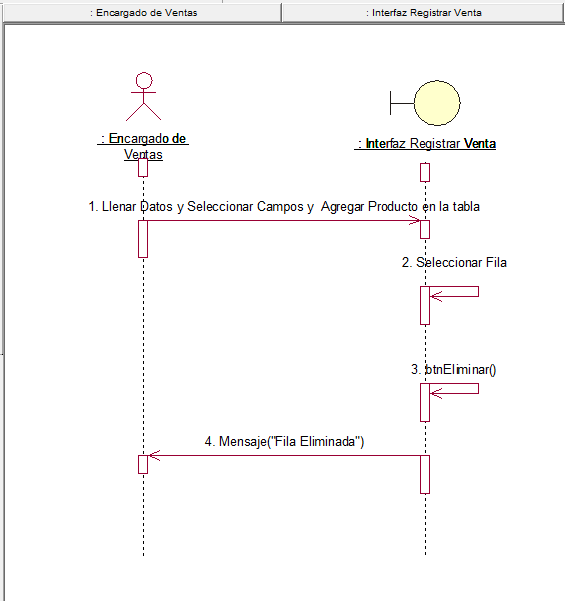 : Encargado de Ventas
: Interfaz Registrar Venta
: Encargado de
Ventas
: Interfaz Registrar Venta
1. Llenar Datos y Seleccionar Campos y  Agregar Producto en la tabla
2. Seleccionar Fila
3. btnEliminar()
4. Mensaje("Fila Eliminada")